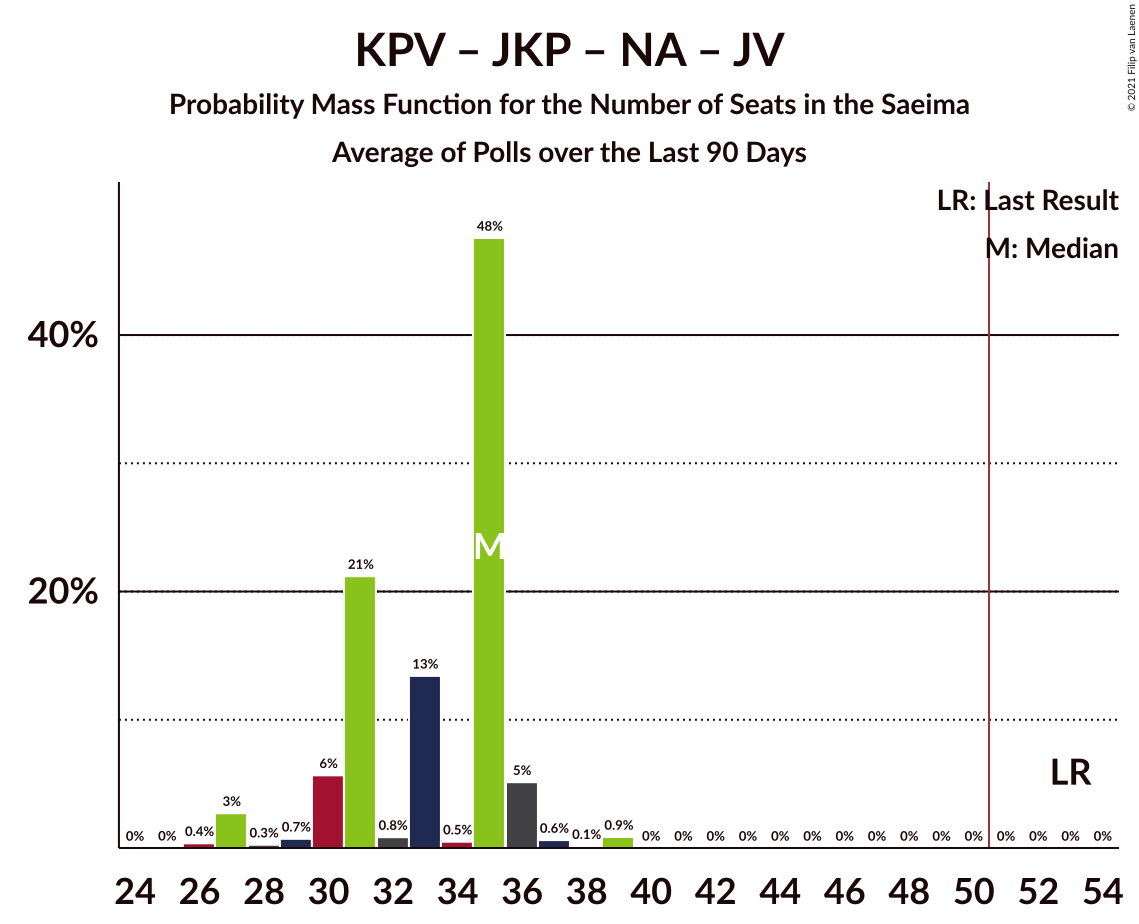 KPV – JKP – NA – JV
Probability Mass Function for the Number of Seats in the Saeima
Average of Polls over the Last 90 Days
© 2021 Filip van Laenen
LR: Last Result
M: Median
48%
40%
M
21%
20%
13%
LR
6%
5%
3%
0% 0% 0.4% 0.3% 0.7% 0.8% 0.5% 0.6% 0.1% 0.9% 0% 0% 0% 0% 0% 0% 0% 0% 0% 0% 0% 0% 0% 0% 0%
24 26 28 30 32 34 36 38 40 42 44 46 48 50 52 54